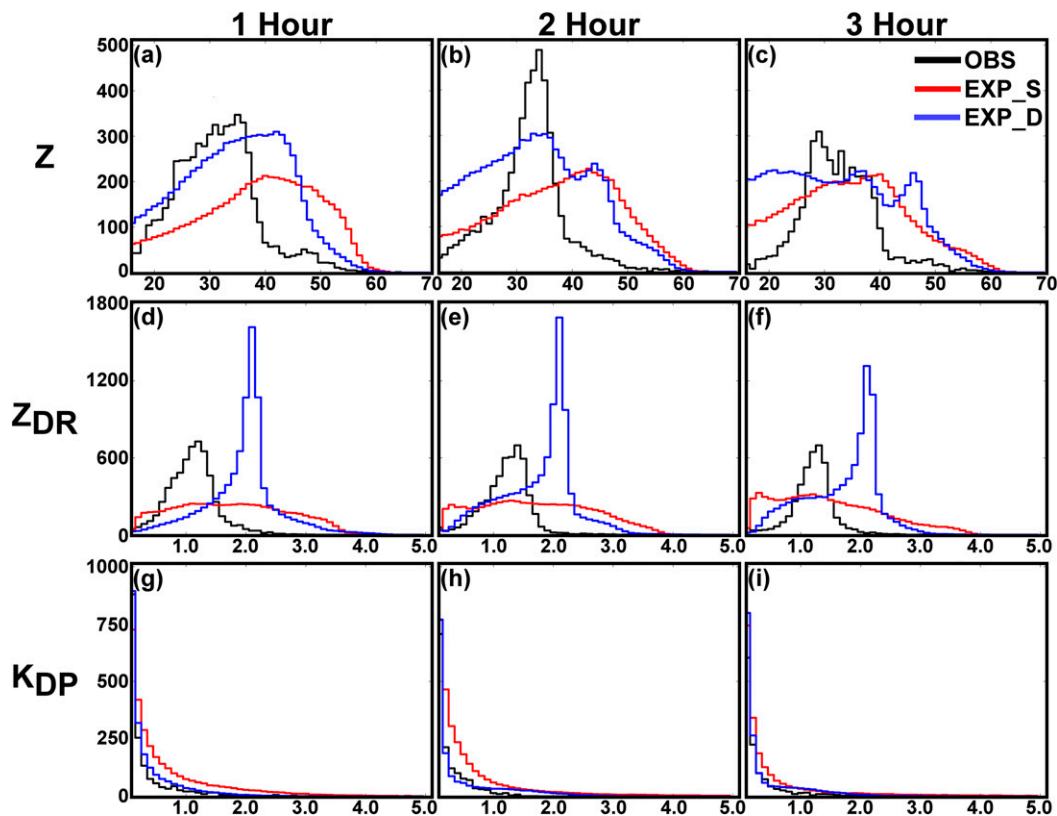 1 Hour 2 Hour 3 Hour
Z
500 400 300 200 100 0
(a) (b) (c)
OBS
EXP_S
EXP_D
20 30 40 50 60 70 20 30 40 50 60 70 20 30 40 50 60 70
ZDR
1800 1200 600 0
(d) (e) (f)
1.0 2.0 3.0 4.0 5.0 1.0 2.0 3.0 4.0 5.0 1.0 2.0 3.0 4.0 5.0
KDP
1000 750 500 250 0
(g) (h) (i)
1.0 2.0 3.0 4.0 5.0 1.0 2.0 3.0 4.0 5.0 1.0 2.0 3.0 4.0 5.0